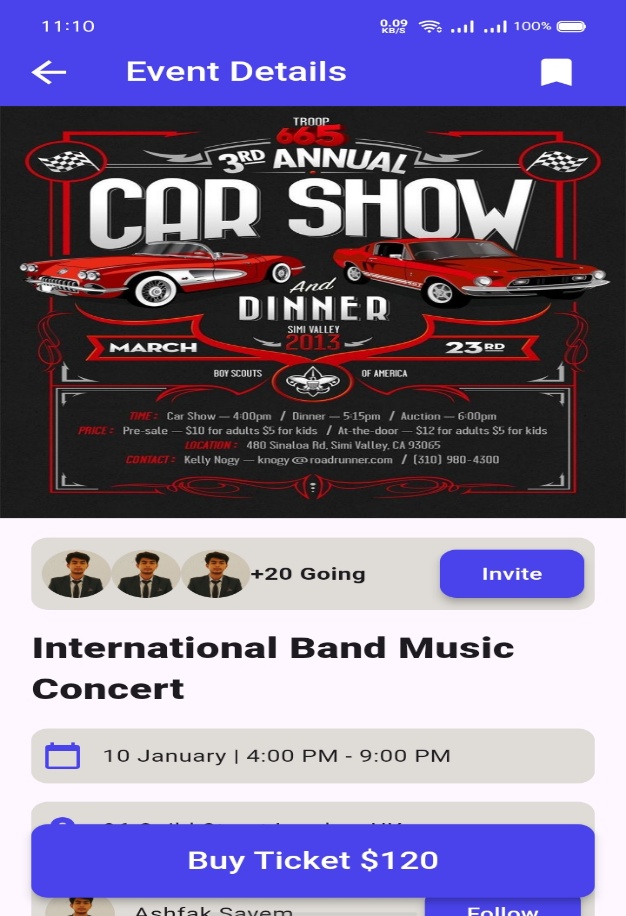 11:10
0.09
KB/S
100%
Event Details
TROOP
665
3RD ANNUAL
CAR SHOW
And
DINNER
SIMI VALLEY
2013
MARCH
23RD
BOY SCOUTS OF AMERICA
TIME: Car Show — 4:00pm / Dinner — 5:15pm / Auction — 6:00pm
PRICE: Pre-sale — $10 for adults $5 for kids / At-the-door — $12 for adults $5 for kids
LOCATION: 480 Sinaloa Rd, Simi Valley, CA 93065
CONTACT: Kelly Nogy — knogy@roadrunner.com / (310) 980-4300
+20 Going
Invite
International Band Music
Concert
10 January | 4:00 PM - 9:00 PM
Buy Ticket $120
Ashfak Sayem
Follow